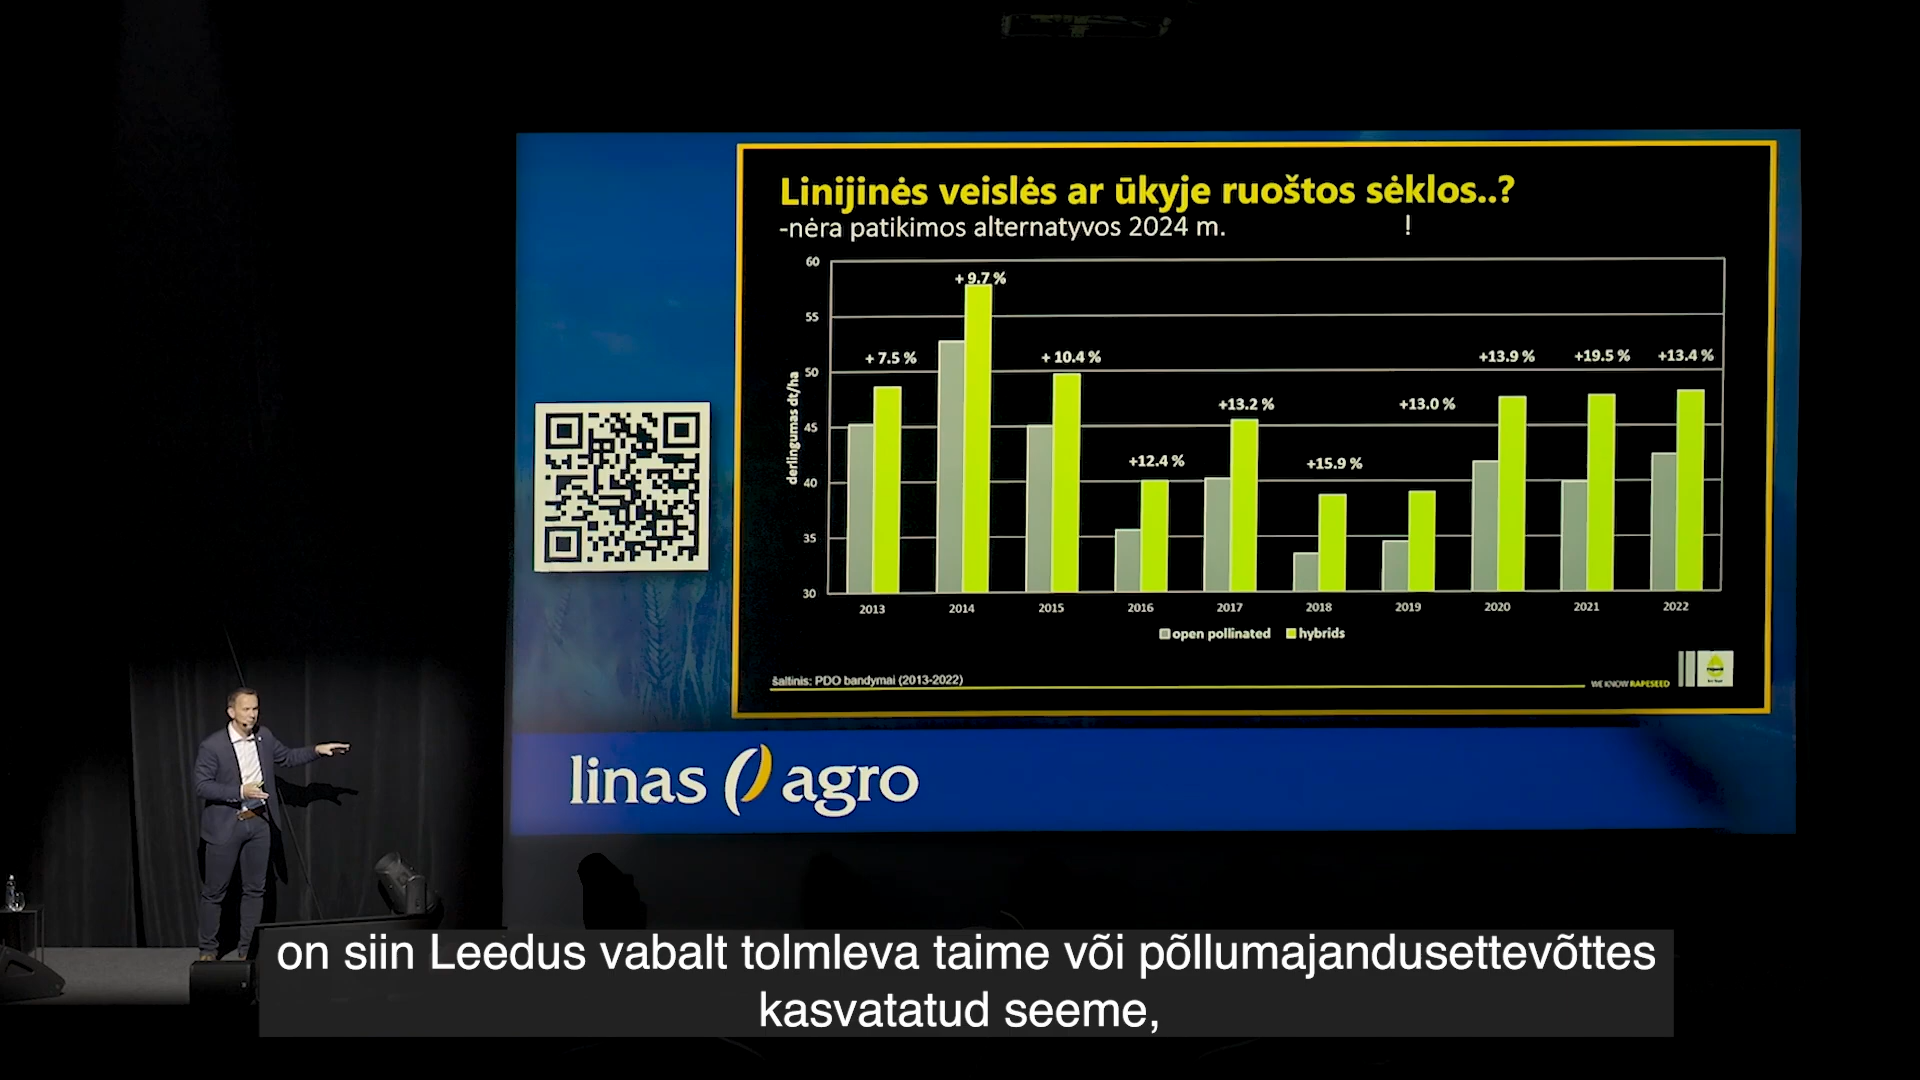 Linijinės veislės ar ūkyje ruoštos sėklos..?
-nėra patikimos alternatyvos 2024 m. !
derlingumas dt/ha
60
55
50
45
40
35
30
+ 7.5 %
+ 9.7 %
+ 10.4 %
+12.4 %
+13.2 %
+15.9 %
+13.0 %
+13.9 %
+19.5 %
+13.4 %
2013 2014 2015 2016 2017 2018 2019 2020 2021 2022
open pollinated hybrids
šaltinis: PDO bandymai (2013-2022)
WE KNOW RAPESEED
linas agro
on siin Leedus vabalt tolmleva taime või põllumajandusettevõttes
kasvatatud seeme,